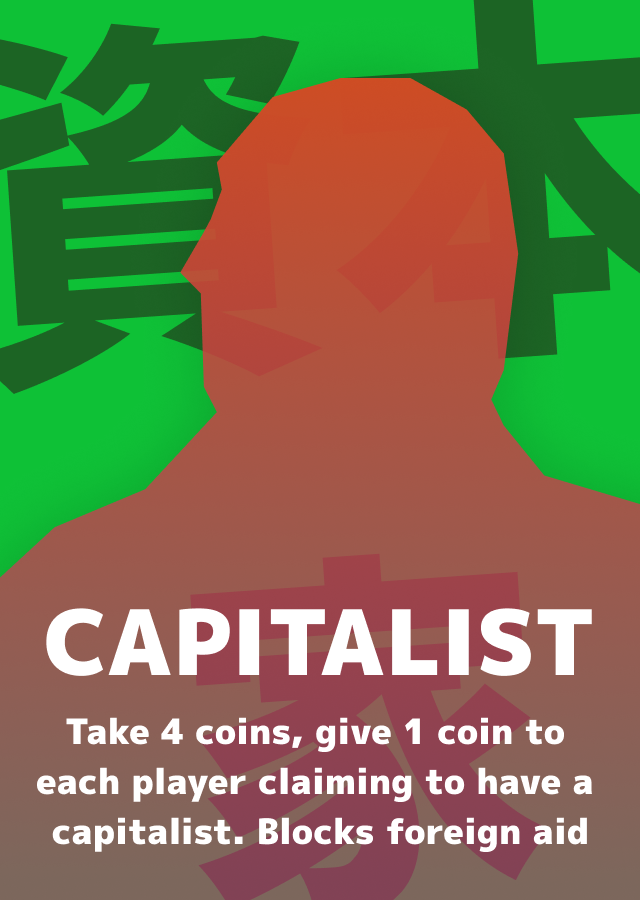 資本
家
CAPITALIST
Take 4 coins, give 1 coin to
each player claiming to have a
capitalist. Blocks foreign aid